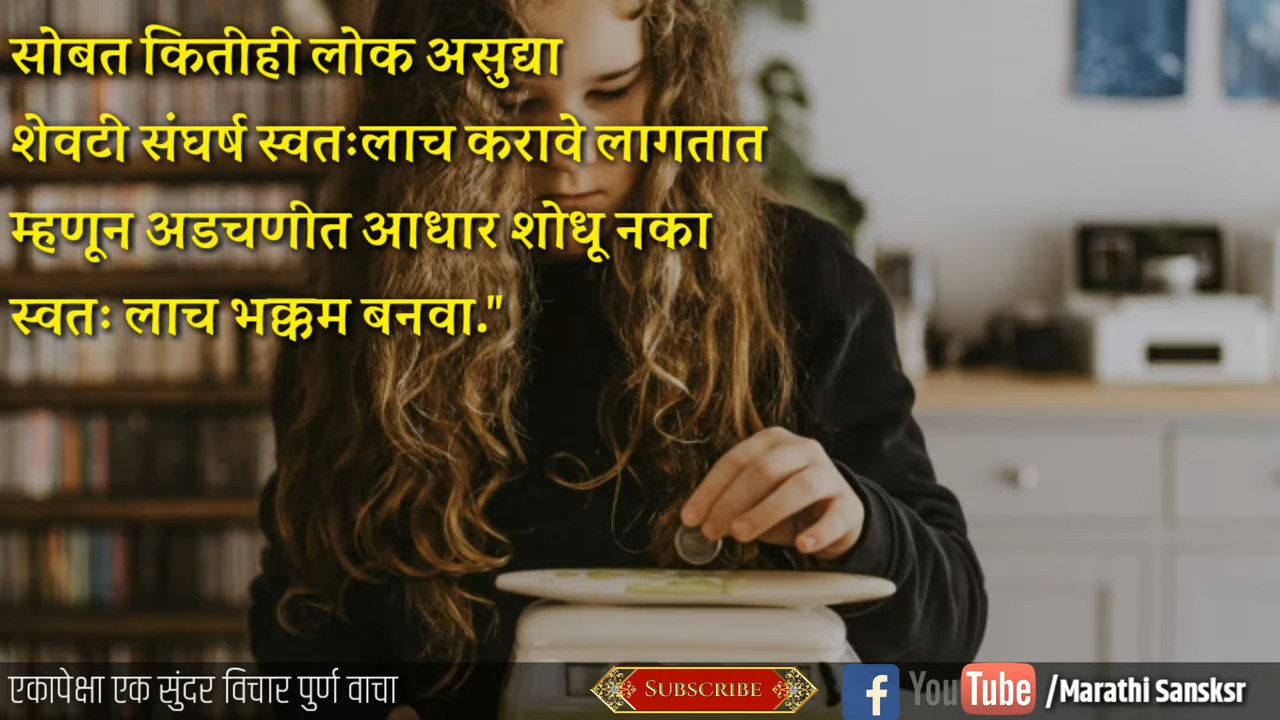 सोबत कितीही लोक असुद्या
शेवटी संघर्ष स्वतःलाच करावे लागतात
म्हणून अडचणीत आधार शोधू नका
स्वतः लाच भक्कम बनवा."
एकापेक्षा एक सुंदर विचार पुर्ण वाचा
SUBSCRIBE
f YouTube /Marathi Sansksr